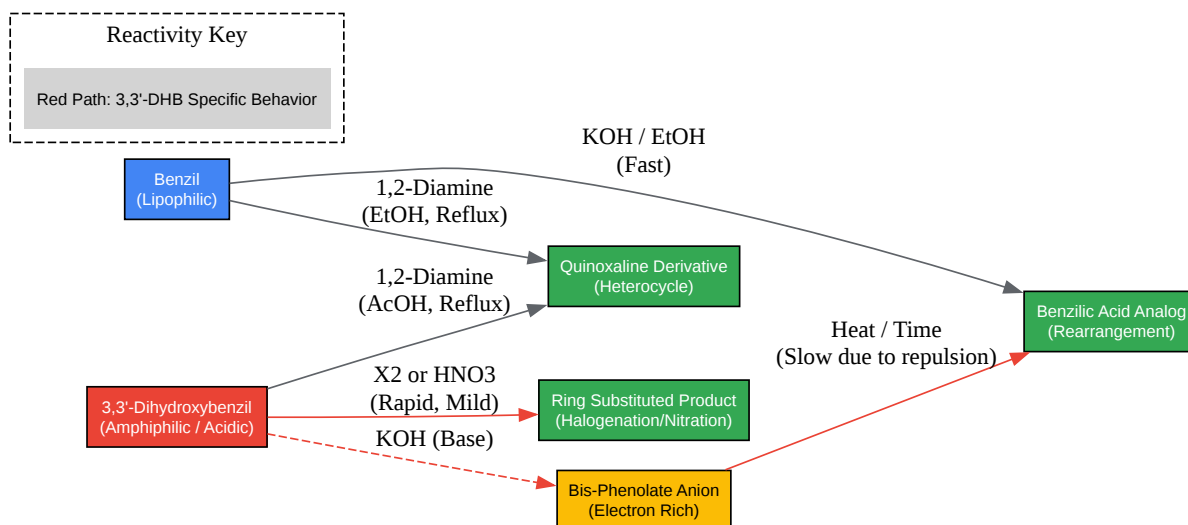 Reactivity Key
Red Path: 3,3'-DHB Specific Behavior
KOH / EtOH
(Fast)
Benzil
(Lipophilic)
1,2-Diamine
(EtOH, Reflux)
Quinoxaline Derivative
(Heterocycle)
1,2-Diamine
(AcOH, Reflux)
Benzilic Acid Analog
(Rearrangement)
Heat / Time
(Slow due to repulsion)
X2 or HNO3
(Rapid, Mild)
3,3'-Dihydroxybenzil
(Amphiphilic / Acidic)
Ring Substituted Product
(Halogenation/Nitration)
KOH (Base)
Bis-Phenolate Anion
(Electron Rich)